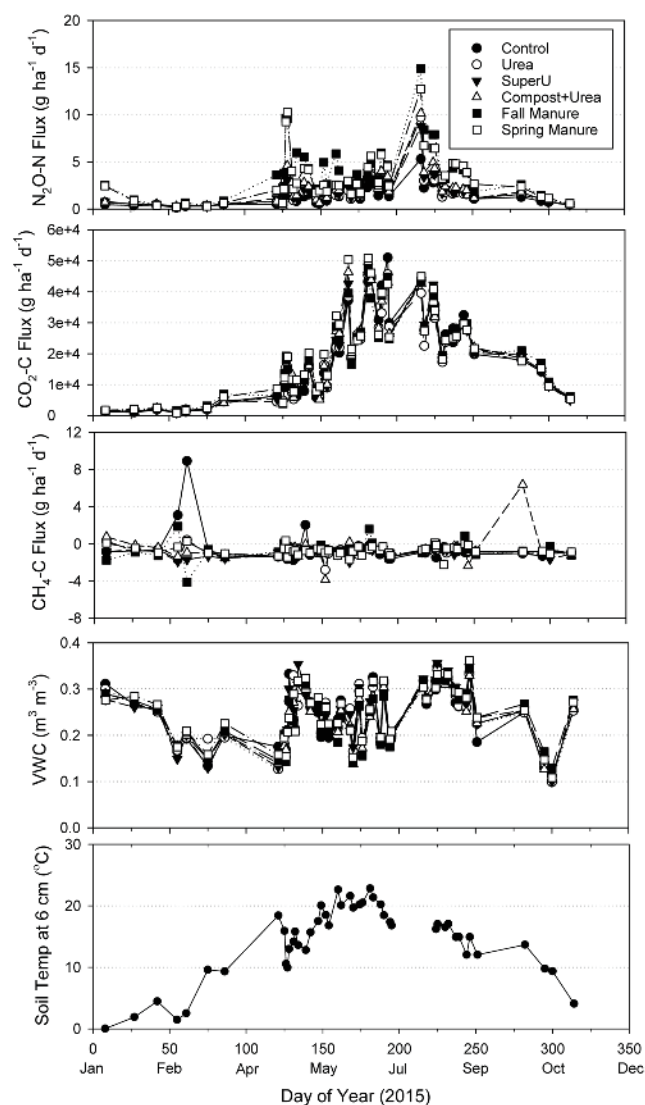 20
15
10
5
0
N₂O-N Flux (g ha⁻¹ d⁻¹)
Control
Urea
SuperU
Compost+Urea
Fall Manure
Spring Manure
6e+4
5e+4
4e+4
3e+4
2e+4
1e+4
0
CO₂-C Flux (g ha⁻¹ d⁻¹)
12
8
4
0
-4
-8
CH₄-C Flux (g ha⁻¹ d⁻¹)
0.4
0.3
0.2
0.1
0.0
VWC (m³ m⁻³)
30
20
10
0
Soil Temp at 6 cm (°C)
0 50 100 150 200 250 300 350
Jan Feb Apr May Jul Sep Oct Dec
Day of Year (2015)